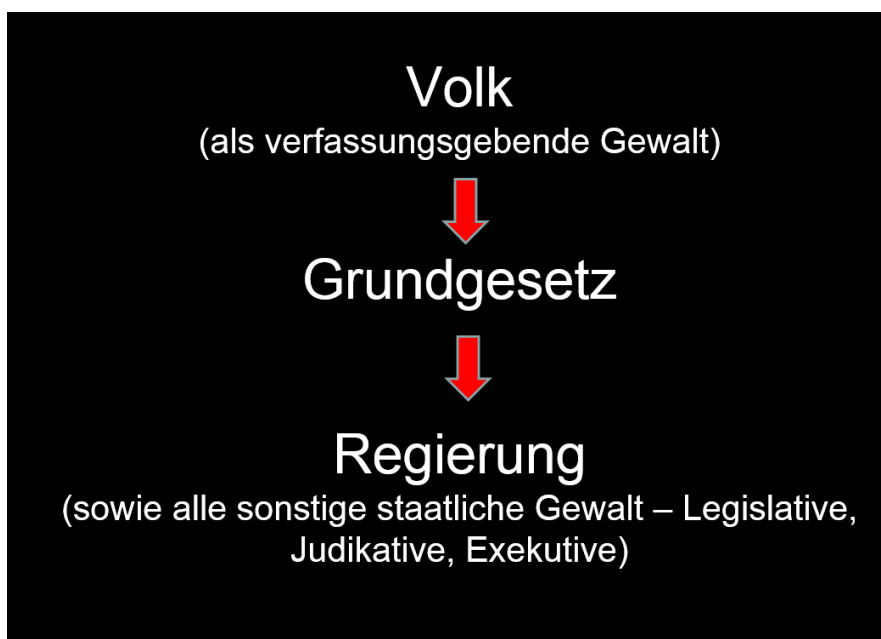 Volk
(als verfassungsgebende Gewalt)
Grundgesetz
Regierung
(sowie alle sonstige staatliche Gewalt – Legislative,
Judikative, Exekutive)